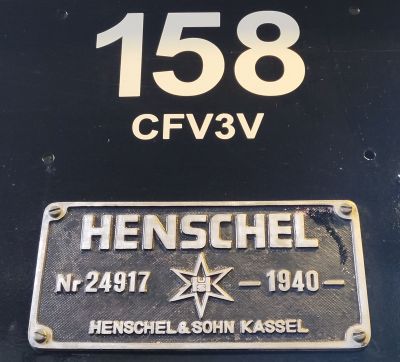 158
CFV3V
HENSCHEL
Nr 24917 - 1940 -
HENSCHEL & SOHN KASSEL